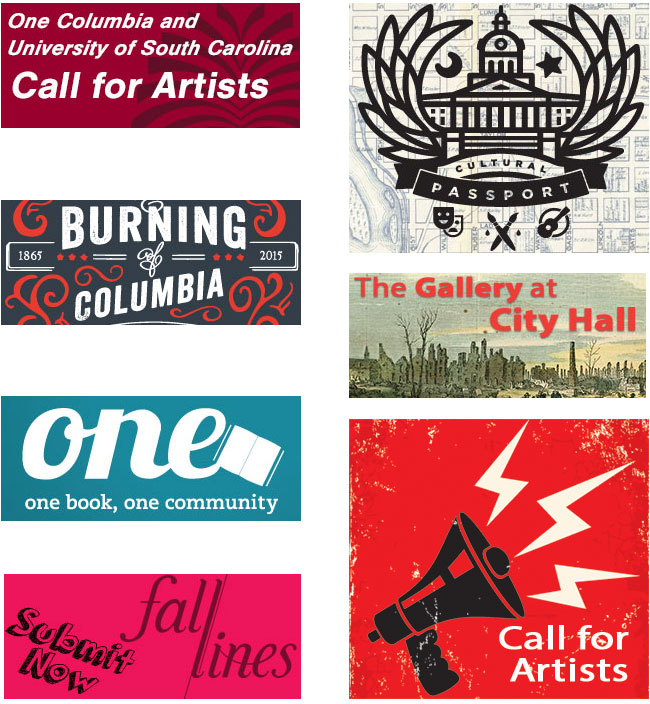 One Columbia and
University of South Carolina
Call for Artists
BURNING
1865 of 2015
COLUMBIA
one
one book, one community
fall
lines
Submit
Now
CULTURAL
PASSPORT
The Gallery at
City Hall
Call for
Artists